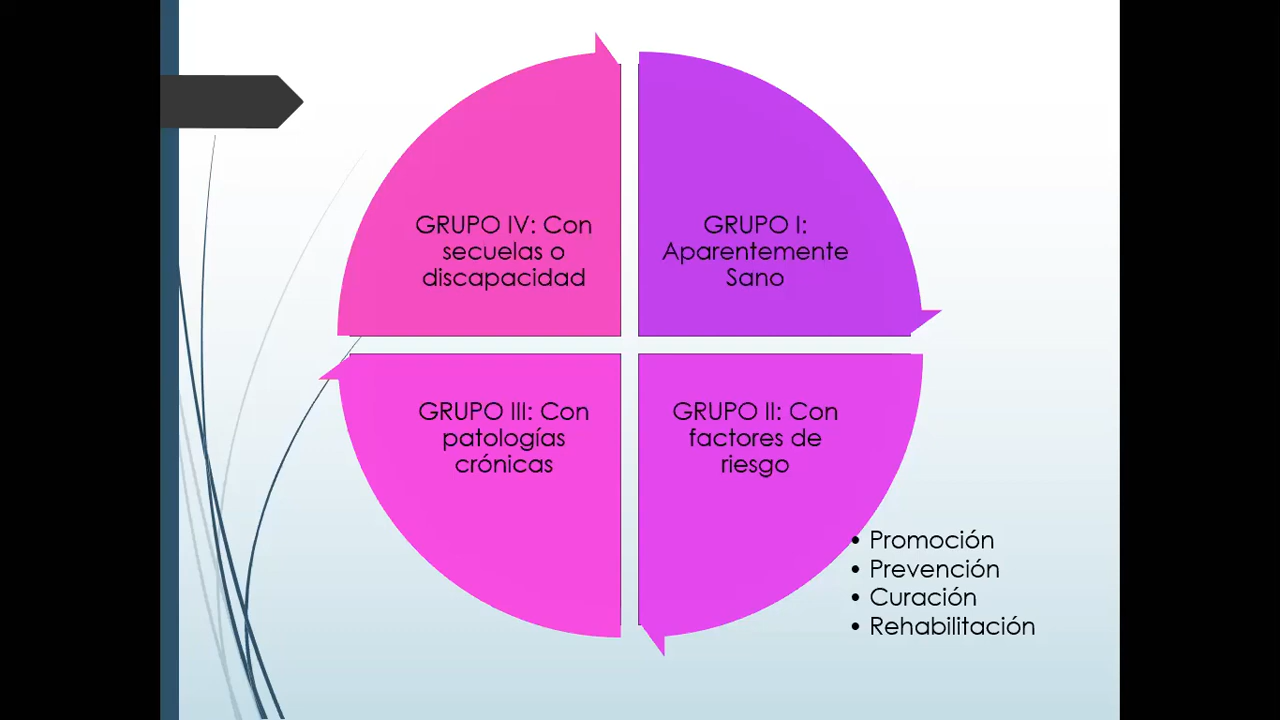 GRUPO IV: Con
secuelas o
discapacidad
GRUPO I:
Aparentemente
Sano
GRUPO III: Con
patologías
crónicas
GRUPO II: Con
factores de
riesgo
• Promoción
• Prevención
• Curación
• Rehabilitación